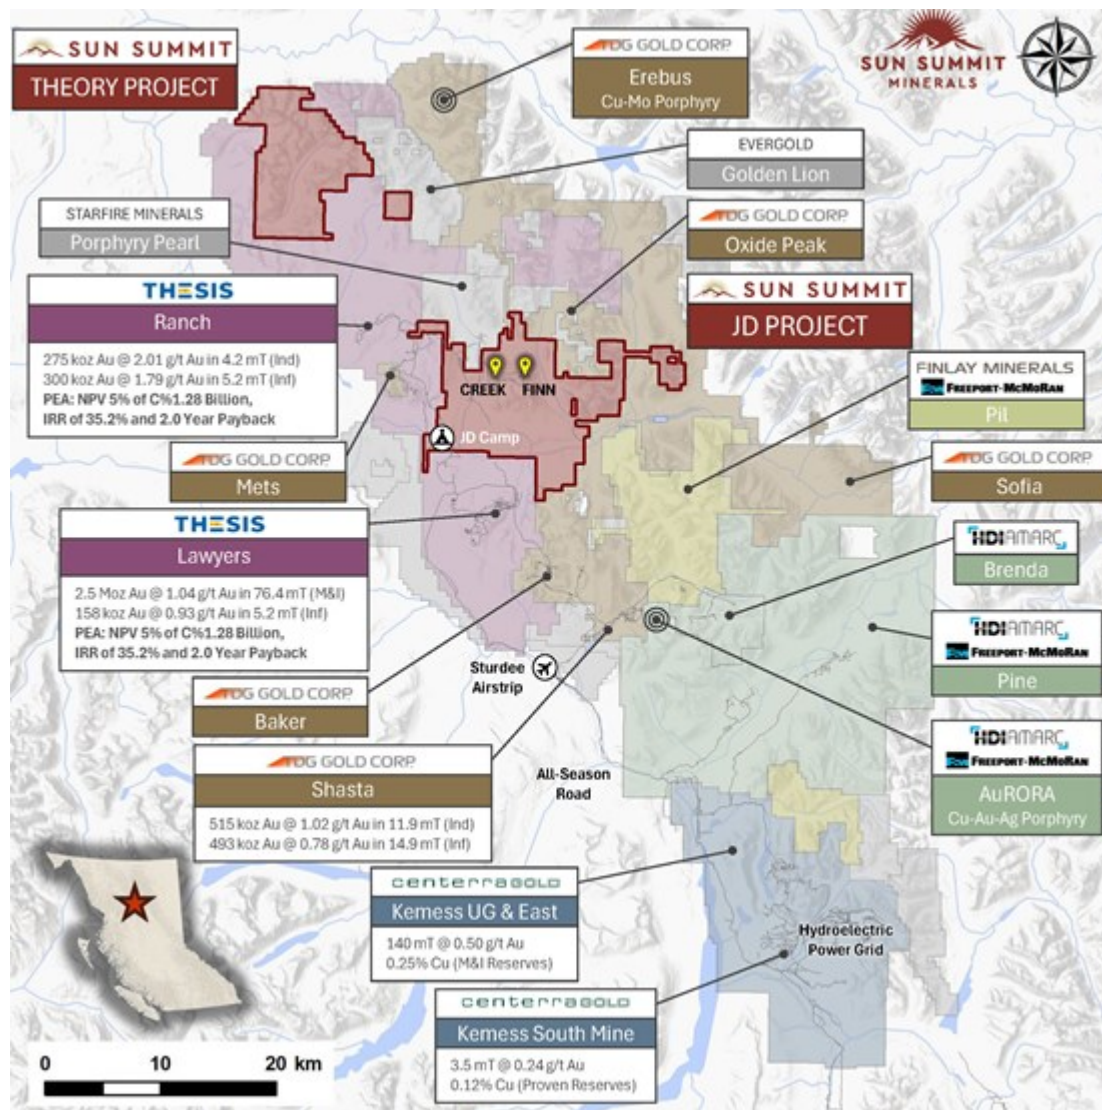 SUN SUMMIT
THEORY PROJECT
TDG GOLD CORP.
Erebus
Cu-Mo Porphyry
SUN SUMMIT
MINERALS
EVERGOLD
Golden Lion
STARFIRE MINERALS
Porphyry Pearl
TDG GOLD CORP.
Oxide Peak
THESIS
Ranch
275 koz Au @ 2.01 g/t Au in 4.2 mT (Ind)
300 koz Au @ 1.79 g/t Au in 5.2 mT (Inf)
PEA: NPV 5% of C%1.28 Billion,
IRR of 35.2% and 2.0 Year Payback
SUN SUMMIT
JD PROJECT
CREEK
FINN
FINLAY MINERALS
FREEPORT-McMoRAN
Pil
JD Camp
TDG GOLD CORP.
Mets
TDG GOLD CORP.
Sofia
THESIS
Lawyers
2.5 Moz Au @ 1.04 g/t Au in 76.4 mT (M&I)
158 koz Au @ 0.93 g/t Au in 5.2 mT (Inf)
PEA: NPV 5% of C%1.28 Billion,
IRR of 35.2% and 2.0 Year Payback
HDI AMARC
Brenda
HDI AMARC
FREEPORT-McMoRAN
Pine
Sturdee
Airstrip
TDG GOLD CORP.
Baker
HDI AMARC
FREEPORT-McMoRAN
AuRORA
Cu-Au-Ag Porphyry
TDG GOLD CORP.
Shasta
515 koz Au @ 1.02 g/t Au in 11.9 mT (Ind)
493 koz Au @ 0.78 g/t Au in 14.9 mT (Inf)
All-Season
Road
centerraGOLD
Kemess UG & East
140 mT @ 0.50 g/t Au
0.25% Cu (M&I Reserves)
Hydroelectric
Power Grid
centerraGOLD
Kemess South Mine
3.5 mT @ 0.24 g/t Au
0.12% Cu (Proven Reserves)
0 10 20 km